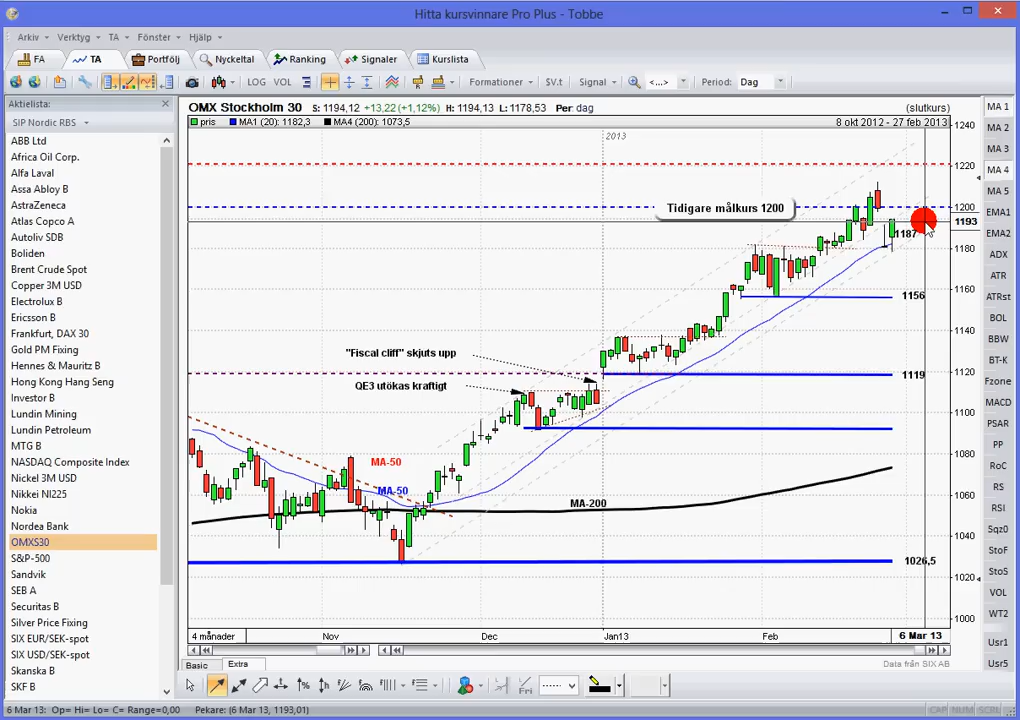 Hitta kursvinnare Pro Plus - Tobbe
Arkiv Verktyg TA Fönster Hjälp
FA TA Portfölj Nyckeltal Ranking Signaler Kurslista
LOG VOL Formationer SV.t Signal <...> Period: Dag
Aktielista:
SIP Nordic RBS
ABB Ltd
Africa Oil Corp.
Alfa Laval
Assa Abloy B
AstraZeneca
Atlas Copco A
Autoliv SDB
Boliden
Brent Crude Spot
Copper 3M USD
Electrolux B
Ericsson B
Frankfurt, DAX 30
Gold PM Fixing
Hennes & Mauritz B
Hong Kong Hang Seng
Investor B
Lundin Mining
Lundin Petroleum
MTG B
NASDAQ Composite Index
Nickel 3M USD
Nikkei NI225
Nokia
Nordea Bank
OMXS30
S&P-500
Sandvik
SEB A
Securitas B
Silver Price Fixing
SIX EUR/SEK-spot
SIX USD/SEK-spot
Skanska B
SKF B
OMX Stockholm 30 S: 1194,12 +13,22 (+1,12%) H: 1194,13 L: 1178,53 Per dag (slutkurs)
pris MA1 (20): 1182,3 MA4 (200): 1073,5 8 okt 2012 - 27 feb 2013
2013
Tidigare målkurs 1200
1187
1156
"Fiscal cliff" skjuts upp
QE3 utökas kraftigt
1119
MA-50
MA-50
MA-200
1026,5
1240
1220
1200
1193
1180
1160
1140
1120
1100
1080
1060
1040
1020
1000
4 månader Nov Dec Jan13 Feb 6 Mar 13
Basic Extra
Data från SIX AB
MA 1
MA 2
MA 3
MA 4
MA 5
EMA1
EMA2
ADX
ATR
ATRst
BOL
BBW
BT-K
Fzone
MACD
PSAR
PP
RoC
RS
RSI
Sqz0
StoF
StoS
VOL
WT2
Usr1
Usr5
Fri
6 Mar 13: Op= Hi= Lo= C= Range=0,00 Pekare: (6 Mar 13, 1193,01)
CAP NUM SCRL